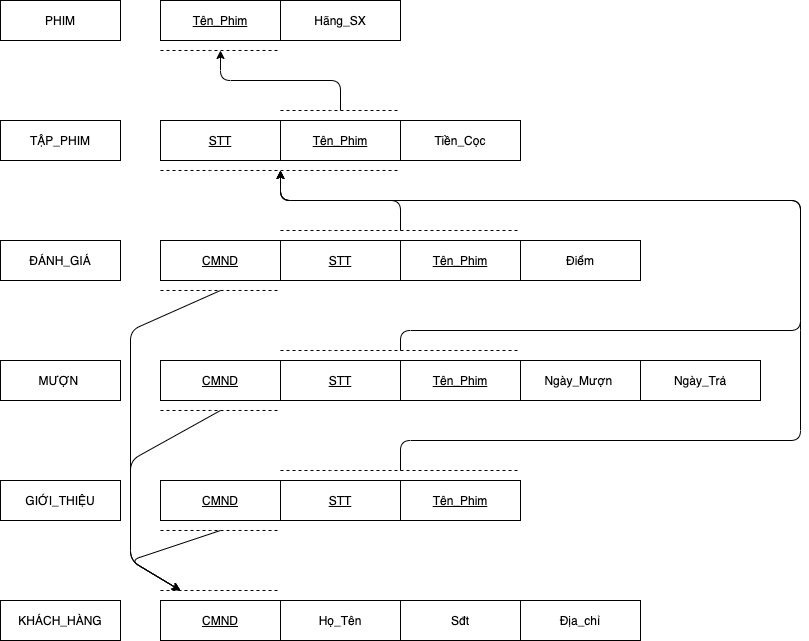 PHIM Tên_Phim Hãng_SX
TẬP_PHIM STT Tên_Phim Tiền_Cọc
ĐÁNH_GIÁ CMND STT Tên_Phim Điểm
MƯỢN CMND STT Tên_Phim Ngày_Mượn Ngày_Trả
GIỚI_THIỆU CMND STT Tên_Phim
KHÁCH_HÀNG CMND Họ_Tên Sđt Địa_chỉ